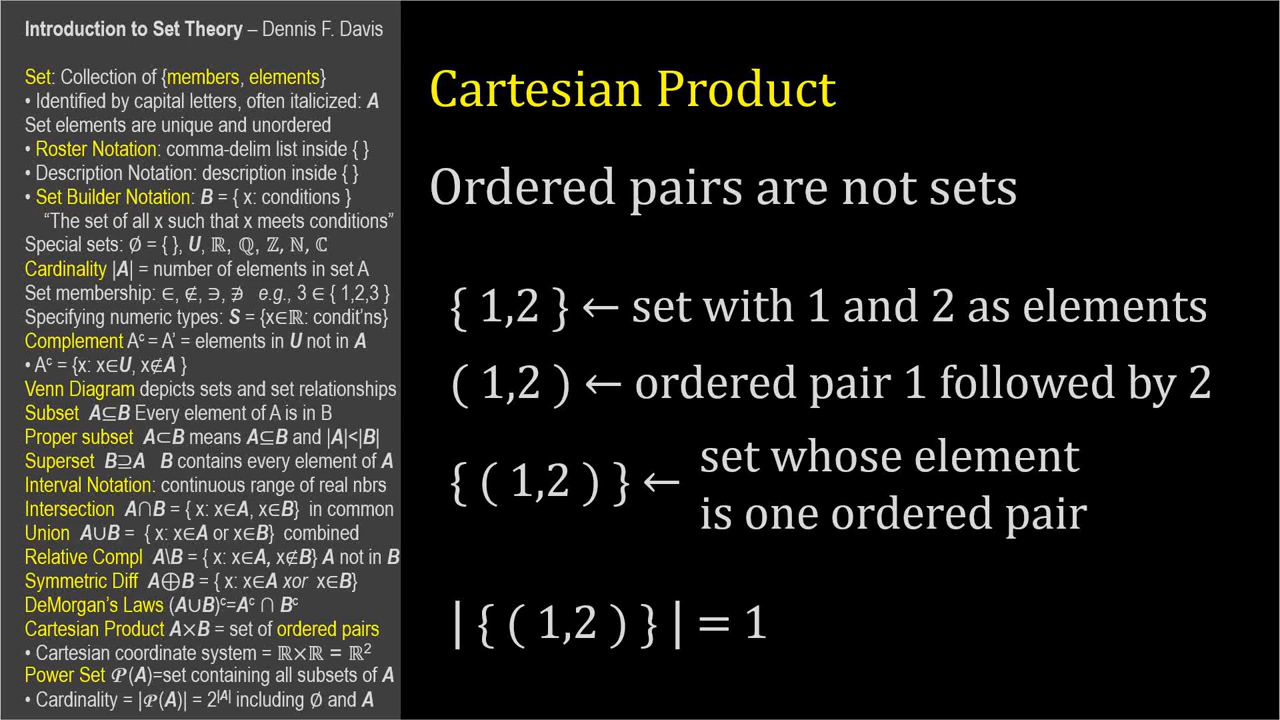 Introduction to Set Theory – Dennis F. Davis
Set: Collection of {members, elements}
• Identified by capital letters, often italicized: A
Set elements are unique and unordered
• Roster Notation: comma-delim list inside { }
• Description Notation: description inside { }
• Set Builder Notation: B = { x: conditions }
“The set of all x such that x meets conditions”
Special sets: ∅ = { }, U, ℝ, ℚ, ℤ, ℕ, ℂ
Cardinality |A| = number of elements in set A
Set membership: ∈, ∉, ∋, ∌ e.g., 3 ∈ { 1,2,3 }
Specifying numeric types: S = {x∈ℝ: condit’ns}
Complement Aᶜ = A’ = elements in U not in A
• Aᶜ = {x: x∈U, x∉A }
Venn Diagram depicts sets and set relationships
Subset A⊆B Every element of A is in B
Proper subset A⊂B means A⊆B and |A|<|B|
Superset B⊇A B contains every element of A
Interval Notation: continuous range of real nbrs
Intersection A∩B = { x: x∈A, x∈B} in common
Union A∪B = { x: x∈A or x∈B} combined
Relative Compl A\B = { x: x∈A, x∉B} A not in B
Symmetric Diff A⊕B = { x: x∈A xor x∈B}
DeMorgan’s Laws (A∪B)ᶜ=Aᶜ ∩ Bᶜ
Cartesian Product A×B = set of ordered pairs
• Cartesian coordinate system = ℝ×ℝ = ℝ²
Power Set 𝒫(A)=set containing all subsets of A
• Cardinality = |𝒫(A)| = 2^|A| including ∅ and A
Cartesian Product
Ordered pairs are not sets
{ 1,2 } ← set with 1 and 2 as elements
( 1,2 ) ← ordered pair 1 followed by 2
{ ( 1,2 ) } ← set whose element
is one ordered pair
| { ( 1,2 ) } | = 1